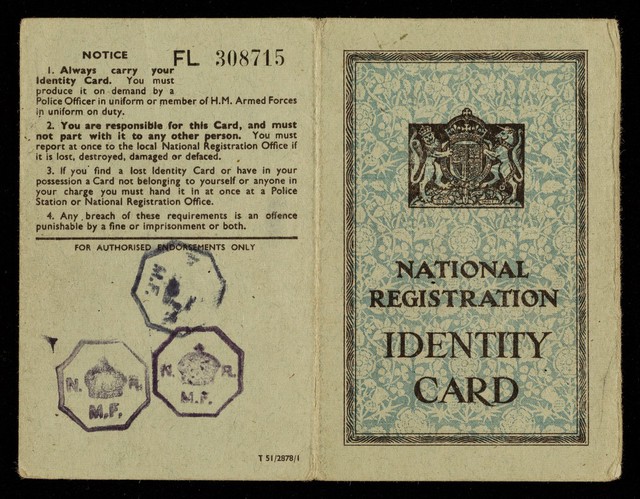 NOTICE FL 308715
1. Always carry your
Identity Card. You must
produce it on demand by a
Police Officer in uniform or member of H.M. Armed Forces
in uniform on duty.
2. You are responsible for this Card, and must
not part with it to any other person. You must
report at once to the local National Registration Office if
it is lost, destroyed, damaged or defaced.
3. If you find a lost Identity Card or have in your
possession a Card not belonging to yourself or anyone in
your charge you must hand it in at once at a Police
Station or National Registration Office.
4. Any breach of these requirements is an offence
punishable by a fine or imprisonment or both.
FOR AUTHORISED ENDORSEMENTS ONLY
M.F.
N. R.
M.F.
N. R.
M.F.
T 51/2878/1
NATIONAL
REGISTRATION
IDENTITY
CARD